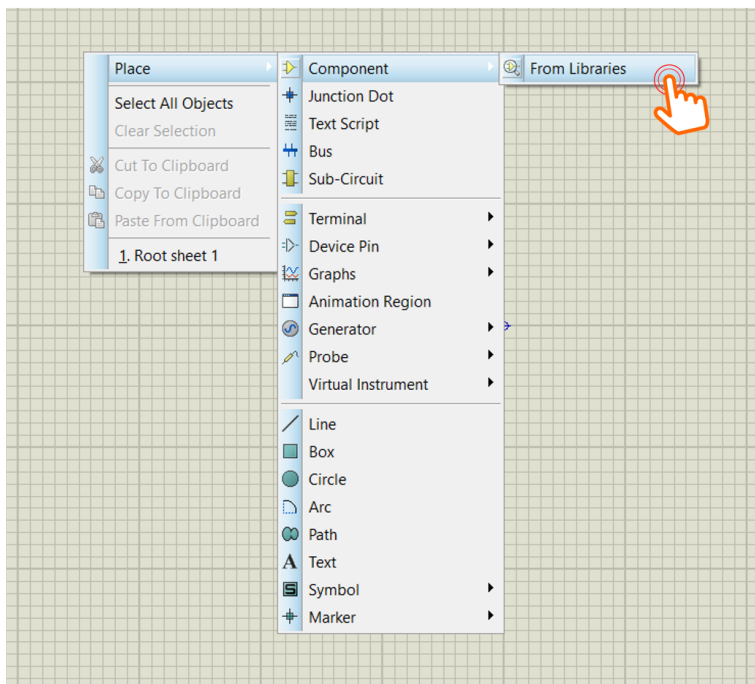 Place
Select All Objects
Clear Selection
Cut To Clipboard
Copy To Clipboard
Paste From Clipboard
1. Root sheet 1
Component
Junction Dot
Text Script
Bus
Sub-Circuit
Terminal
Device Pin
Graphs
Animation Region
Generator
Probe
Virtual Instrument
Line
Box
Circle
Arc
Path
A Text
S Symbol
Marker
From Libraries